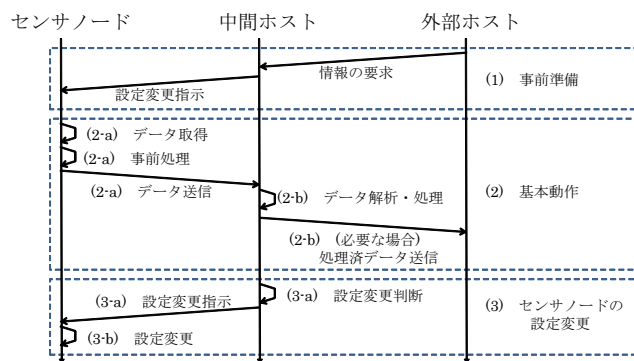 センサノード
中間ホスト
外部ホスト
情報の要求
設定変更指示
(1) 事前準備
(2-a) データ取得
(2-a) 事前処理
(2-a) データ送信
(2-b) データ解析・処理
(2) 基本動作
(2-b) (必要な場合)
処理済データ送信
(3-a) 設定変更判断
(3-a) 設定変更指示
(3) センサノードの
設定変更
(3-b) 設定変更